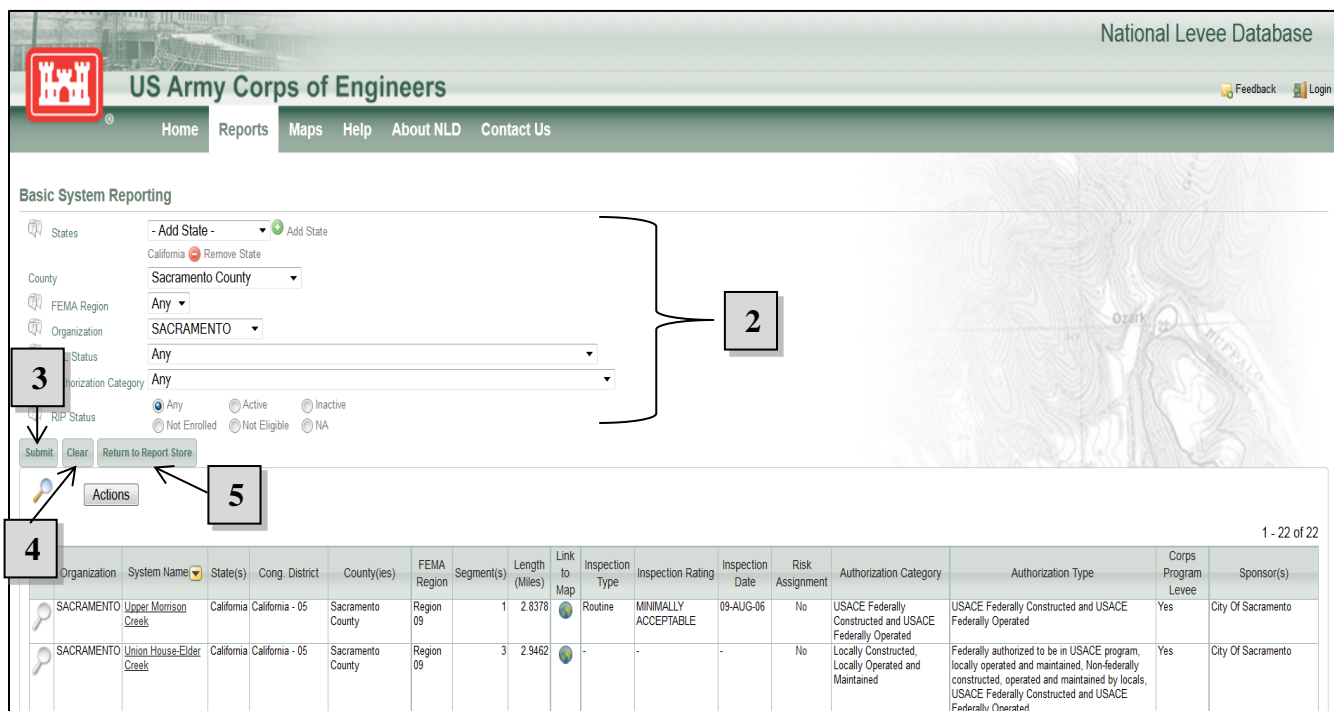 National Levee Database
US Army Corps of Engineers
®
Feedback Login
Home Reports Maps Help About NLD Contact Us
Basic System Reporting
States - Add State - Add State
California Remove State
County Sacramento County
FEMA Region Any
Organization SACRAMENTO
Status Any
Category Any
RIP Status Any Active Inactive
Not Enrolled Not Eligible NA
2
3
Submit Clear Return to Report Store
Actions
5
4
1 - 22 of 22
Organization System Name State(s) Cong. District County(ies) FEMA Region Segment(s) Length (Miles) Link to Map Inspection Type Inspection Rating Inspection Date Risk Assignment Authorization Category Authorization Type Corps Program Levee Sponsor(s)
SACRAMENTO Upper Morrison Creek California California - 05 Sacramento County Region 09 1 2.8378 Routine MINIMALLY ACCEPTABLE 09-AUG-06 No USACE Federally Constructed and USACE Federally Operated USACE Federally Constructed and USACE Federally Operated Yes City Of Sacramento
SACRAMENTO Union House-Elder Creek California California - 05 Sacramento County Region 09 3 2.9462 - - - No Locally Constructed, Locally Operated and Maintained Federally authorized to be in USACE program, locally operated and maintained, Non-federally constructed, operated and maintained by locals, USACE Federally Constructed and USACE Federally Operated Yes City Of Sacramento
Ozark
BUFFALO